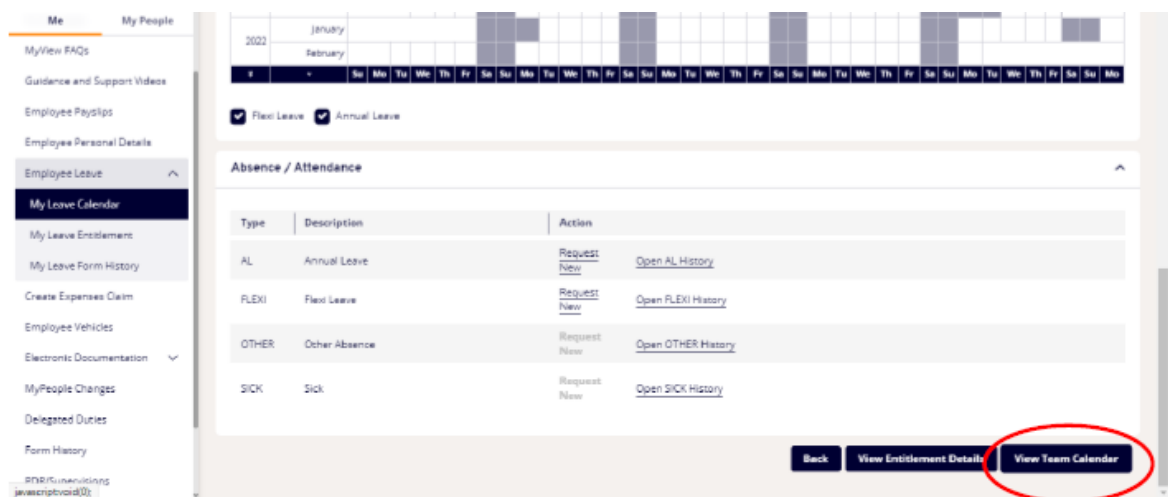 Me My People
MyView FAQs
Guidance and Support Videos
Employee Payslips
Employee Personal Details
Employee Leave
My Leave Calendar
My Leave Entitlement
My Leave Form History
Create Expenses Claim
Employee Vehicles
Electronic Documentation
MyPeople Changes
Delegated Duties
Form History
PDR/Supervisions
javascript:void(0);
2022 January
February
Su Mo Tu We Th Fr Sa Su Mo Tu We Th Fr Sa Su Mo Tu We Th Fr Sa Su Mo Tu We Th Fr Sa Su Mo Tu We Th Fr Sa Su Mo
Flexi Leave Annual Leave
Absence / Attendance
Type Description Action
AL Annual Leave Request New Open AL History
FLEXI Flexi Leave Request New Open FLEXI History
OTHER Other Absence Request New Open OTHER History
SICK Sick Request New Open SICK History
Back View Entitlement Details View Team Calendar